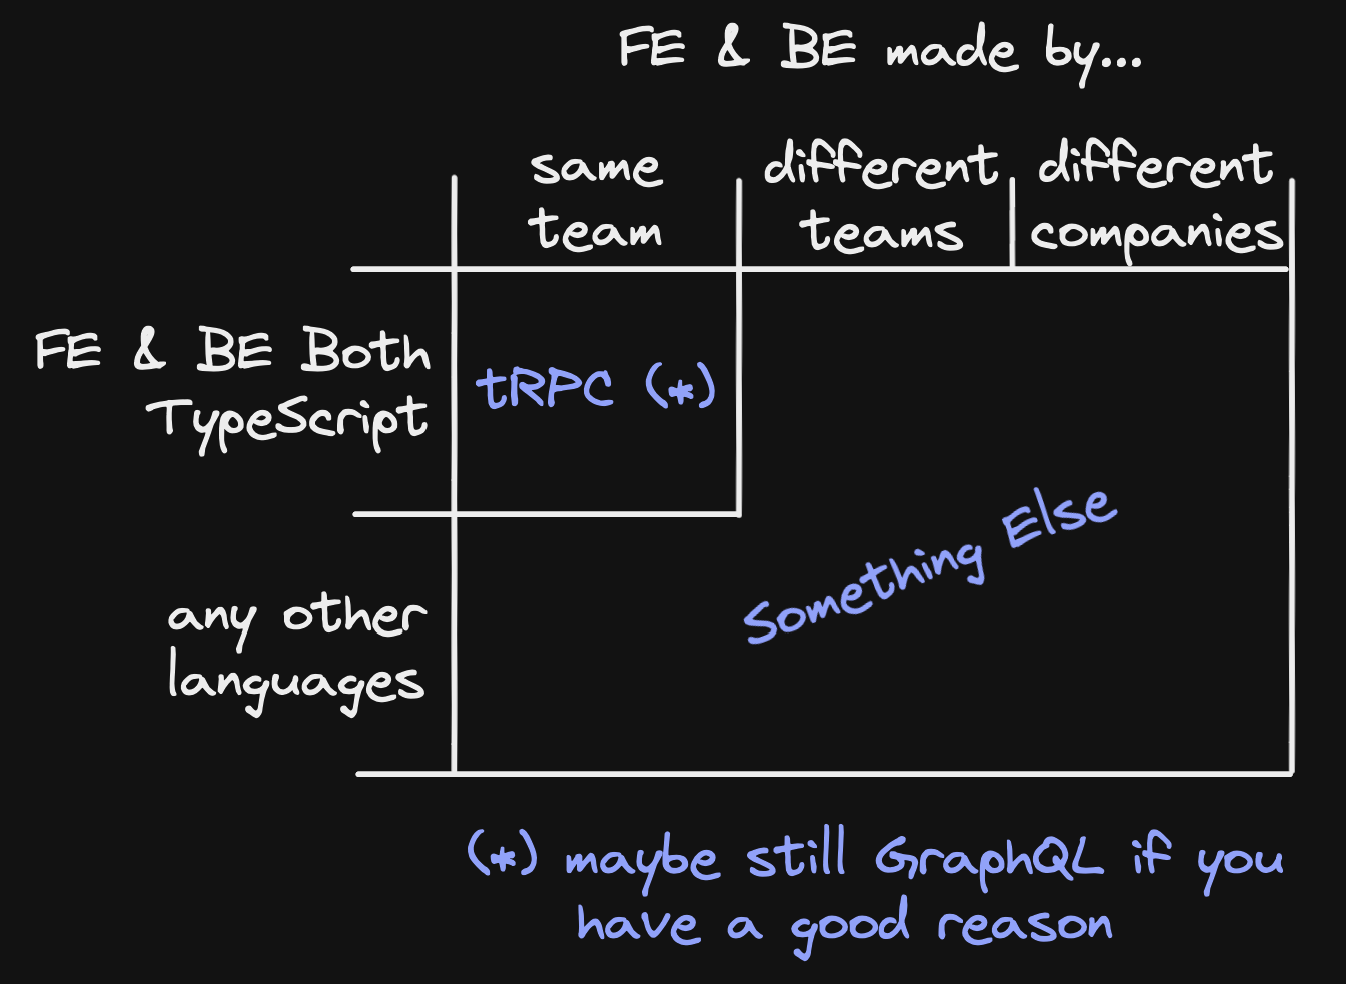 FE & BE made by...
same
team
different
teams
different
companies
FE & BE Both
TypeScript
tRPC (*)
Something Else
any other
languages
(*) maybe still GraphQL if you
have a good reason